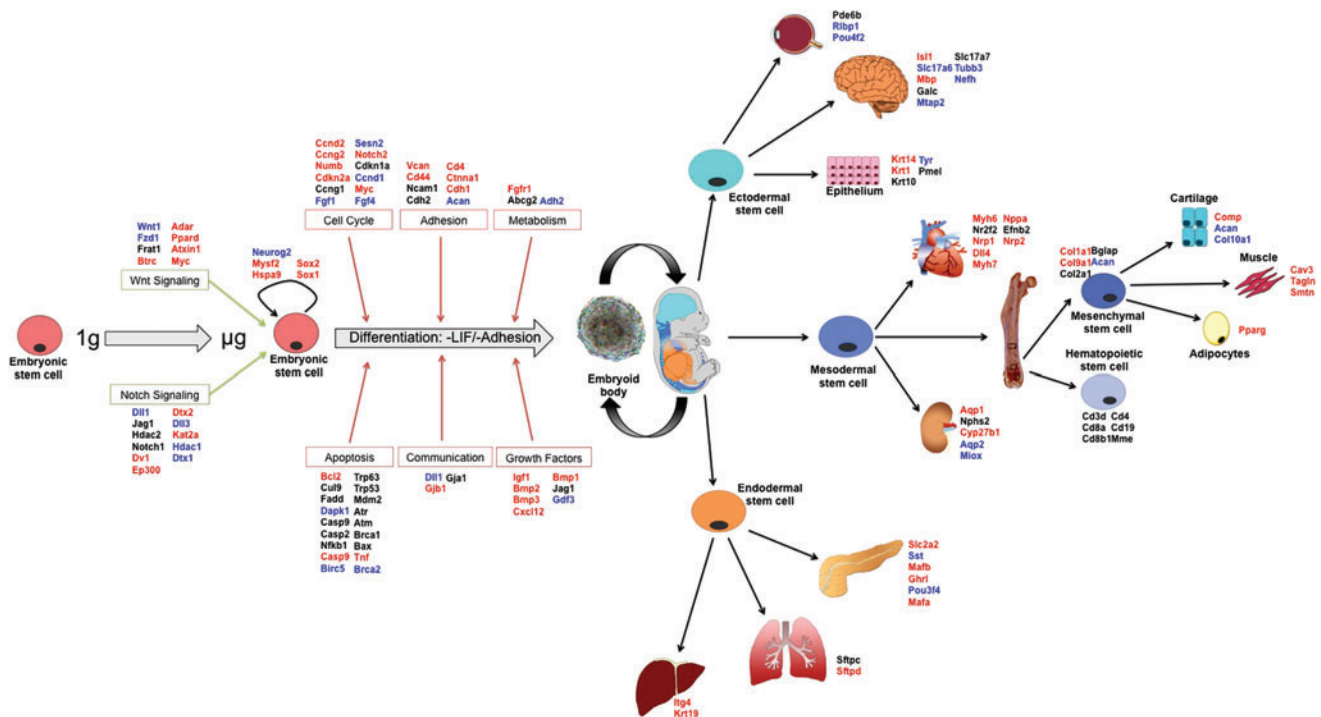 Embryonic
stem cell
1g
µg
Wnt1 Adar
Fzd1 Ppard
Frat1 Atxin1
Btrc Myc
Wnt Signaling
Notch Signaling
Dll1 Dtx2
Jag1 Dll3
Hdac2 Kat2a
Notch1 Hdac1
Dv1 Dtx1
Ep300
Neurog2
Mysf2 Sox2
Hspa9 Sox1
Embryonic
stem cell
Ccnd2 Sesn2
Ccng2 Notch2
Numb Cdkn1a
Cdkn2a Ccnd1
Ccng1 Myc
Fgf1 Fgf4
Cell Cycle
Vcan Cd4
Cd44 Ctnna1
Ncam1 Cdh1
Cdh2 Acan
Adhesion
Fgfr1
Abcg2 Adh2
Metabolism
Differentiation: -LIF/-Adhesion
Apoptosis
Bcl2 Trp63
Cul9 Trp53
Fadd Mdm2
Dapk1 Atr
Casp9 Atm
Casp2 Brca1
Nfkb1 Bax
Casp9 Tnf
Birc5 Brca2
Communication
Dll1 Gja1
Gjb1
Growth Factors
Igf1 Bmp1
Bmp2 Jag1
Bmp3 Gdf3
Cxcl12
Embryoid
body
Ectodermal
stem cell
Pde6b
Rlbp1
Pou4f2
Isl1 Slc17a7
Slc17a6 Tubb3
Mbp Nefh
Galc
Mtap2
Epithelium
Krt14 Tyr
Krt1 Pmel
Krt10
Mesodermal
stem cell
Myh6 Nppa
Nr2f2 Efnb2
Nrp1 Nrp2
Dll4
Myh7
Aqp1
Nphs2
Cyp27b1
Aqp2
Miox
Col1a1 Bglap
Col9a1 Acan
Col2a1
Mesenchymal
stem cell
Cartilage
Comp
Acan
Col10a1
Muscle
Cav3
Tagln
Smtn
Pparg
Adipocytes
Hematopoietic
stem cell
Cd3d Cd4
Cd8a Cd19
Cd8b1 Mme
Endodermal
stem cell
Slc2a2
Sst
Mafb
Ghrl
Pou3f4
Mafa
Sftpc
Sftpd
Itg4
Krt19